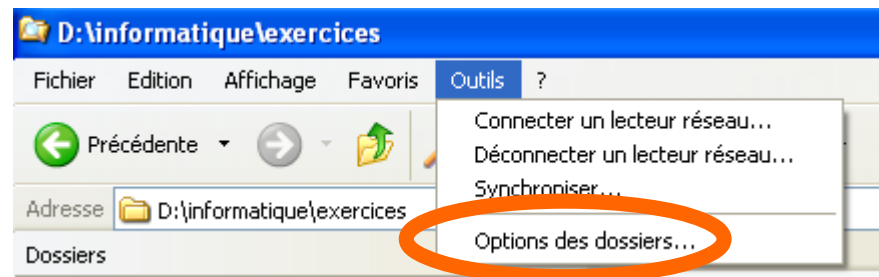 D:\informatique\exercices
Fichier Edition Affichage Favoris Outils ?
Connecter un lecteur réseau...
Précédente
Déconnecter un lecteur réseau...
Synchroniser...
Adresse D:\informatique\exercices
Options des dossiers...
Dossiers